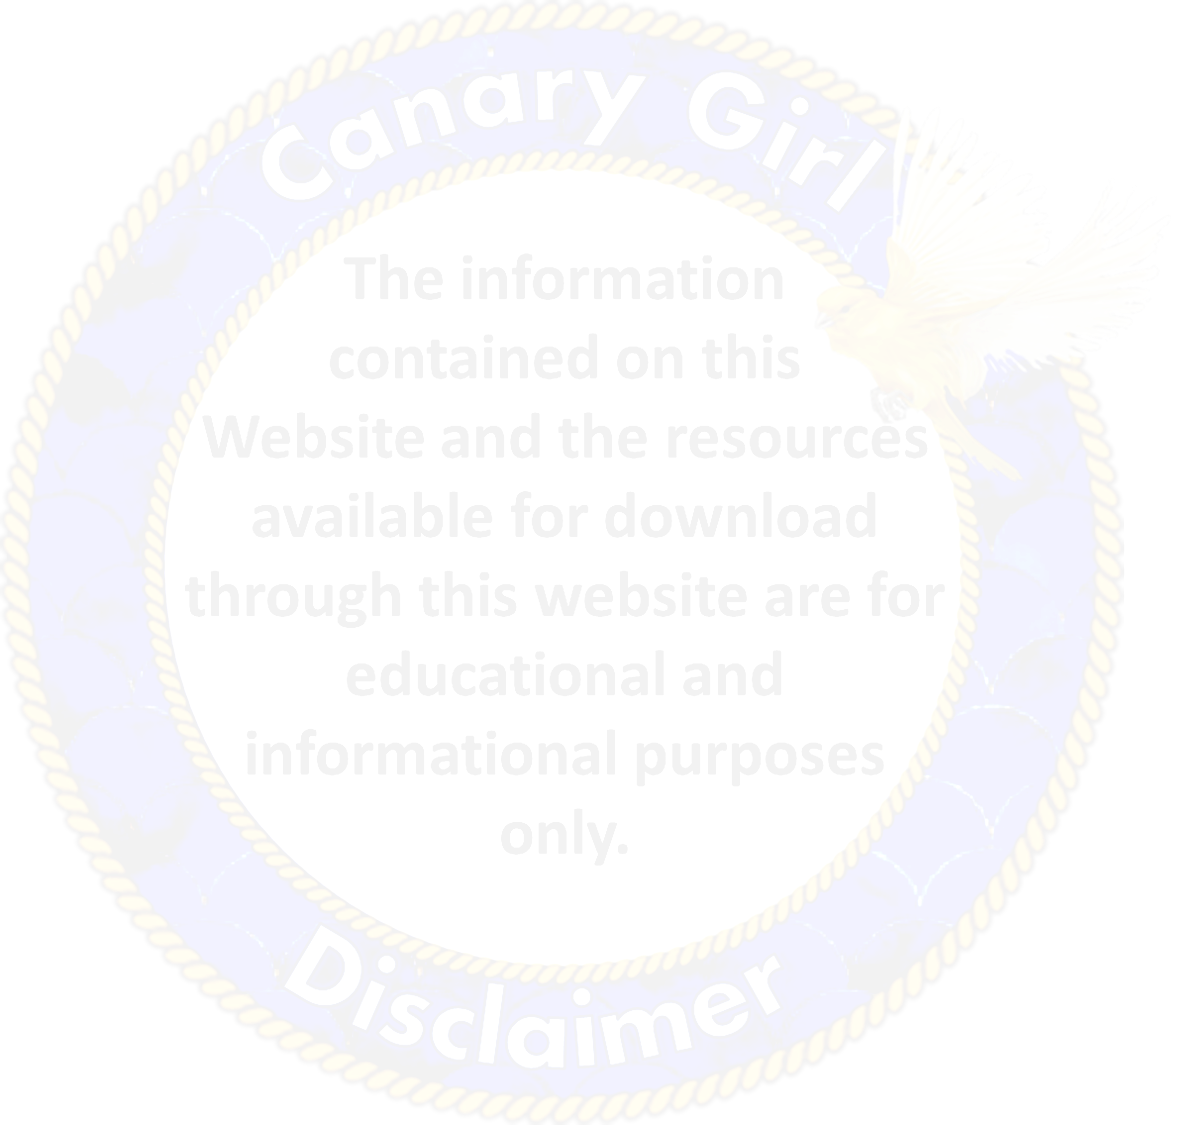 Canary Girl
The information
contained on this
Website and the resources
available for download
through this website are for
educational and
informational purposes
only.
Disclaimer